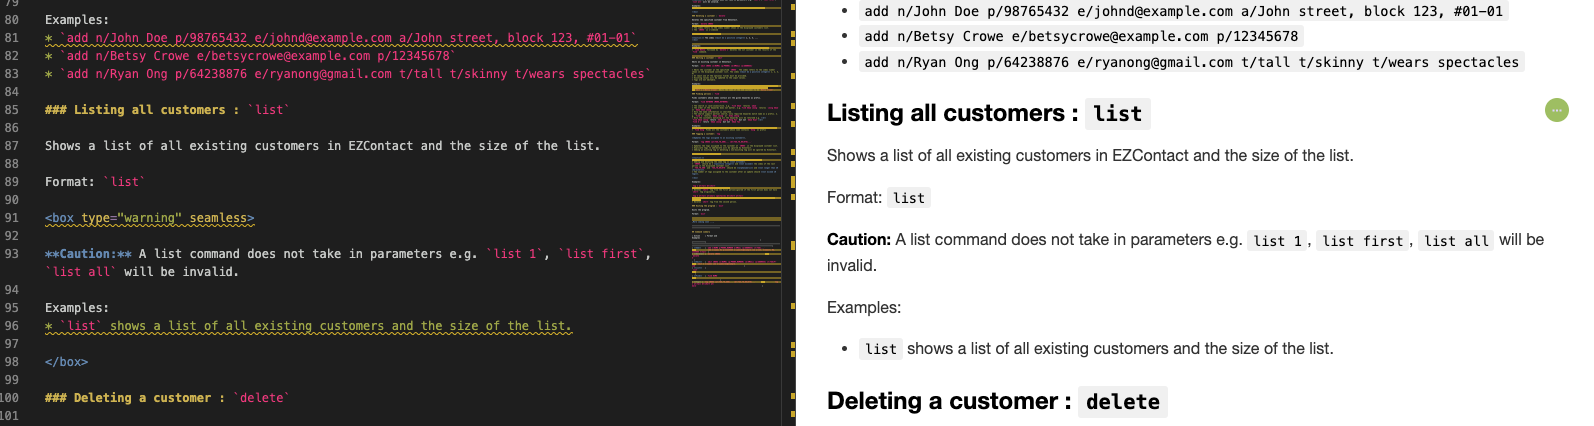 79
80 Examples:
81 * `add n/John Doe p/98765432 e/johnd@example.com a/John street, block 123, #01-01`
82 * `add n/Betsy Crowe e/betsycrowe@example.com p/12345678`
83 * `add n/Ryan Ong p/64238876 e/ryanong@gmail.com t/tall t/skinny t/wears spectacles`
84
85 ### Listing all customers : `list`
86
87 Shows a list of all existing customers in EZContact and the size of the list.
88
89 Format: `list`
90
91 <box type="warning" seamless>
92
93 **Caution:** A list command does not take in parameters e.g. `list 1`, `list first`,
`list all` will be invalid.
94
95 Examples:
96 * `list` shows a list of all existing customers and the size of the list.
97
98 </box>
99
100 ### Deleting a customer : `delete`
101
• add n/John Doe p/98765432 e/johnd@example.com a/John street, block 123, #01-01
• add n/Betsy Crowe e/betsycrowe@example.com p/12345678
• add n/Ryan Ong p/64238876 e/ryanong@gmail.com t/tall t/skinny t/wears spectacles
Listing all customers : list
Shows a list of all existing customers in EZContact and the size of the list.
Format: list
Caution: A list command does not take in parameters e.g. list 1, list first, list all will be
invalid.
Examples:
• list shows a list of all existing customers and the size of the list.
Deleting a customer : delete